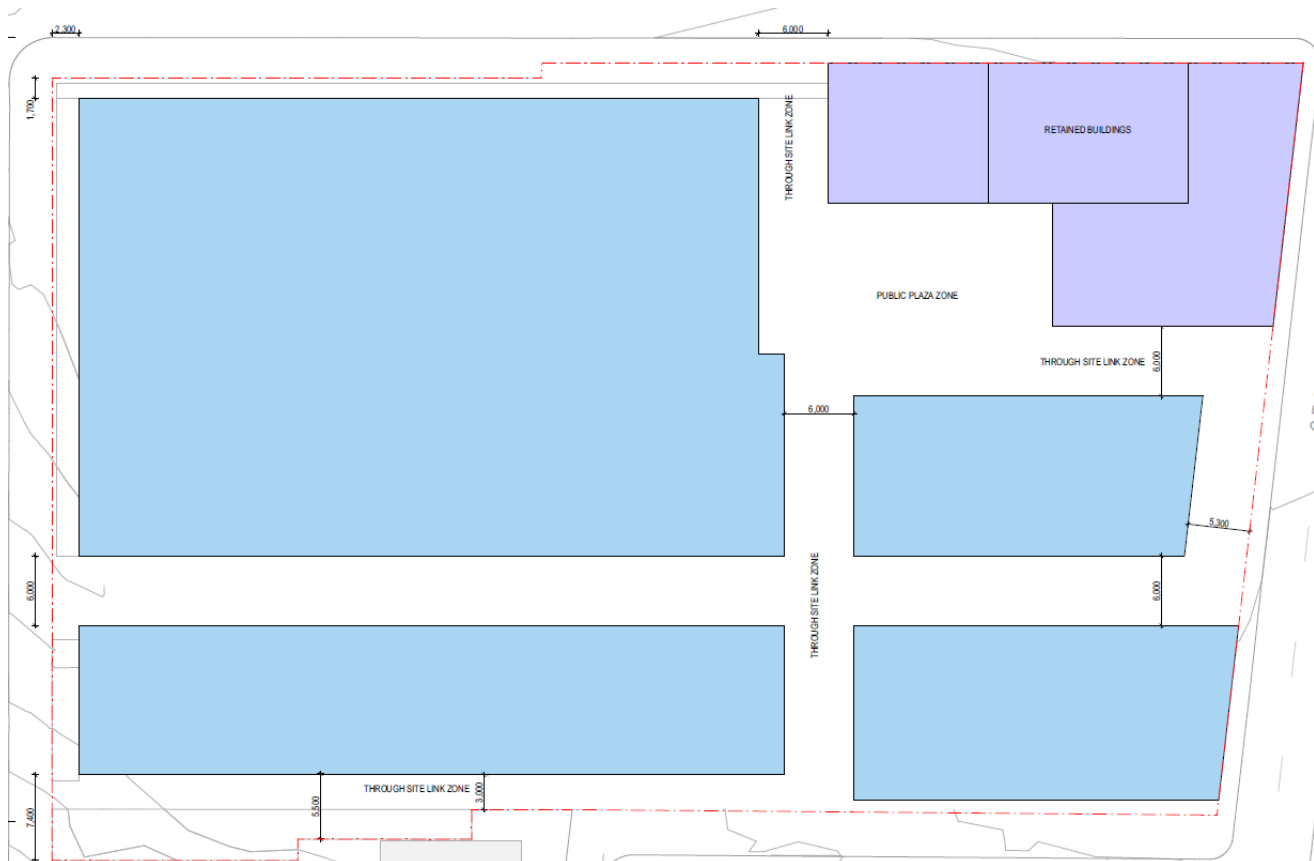 2,300
6,000
1,700
THROUGH SITE LINK ZONE
RETAINED BUILDINGS
PUBLIC PLAZA ZONE
THROUGH SITE LINK ZONE
6,000
6,000
5,300
6,000
THROUGH SITE LINK ZONE
6,000
THROUGH SITE LINK ZONE
5,500
3,000
7,400